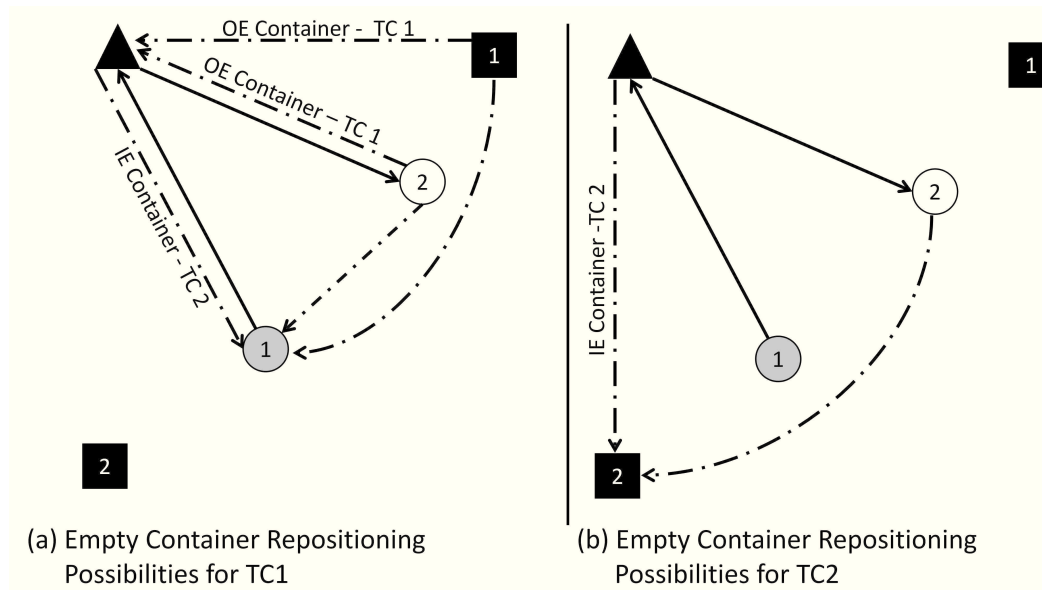 OE Container - TC 1
1
OE Container – TC 1
2
IE Container - TC 2
1
2
(a) Empty Container Repositioning
Possibilities for TC1
1
2
IE Container -TC 2
1
2
(b) Empty Container Repositioning
Possibilities for TC2